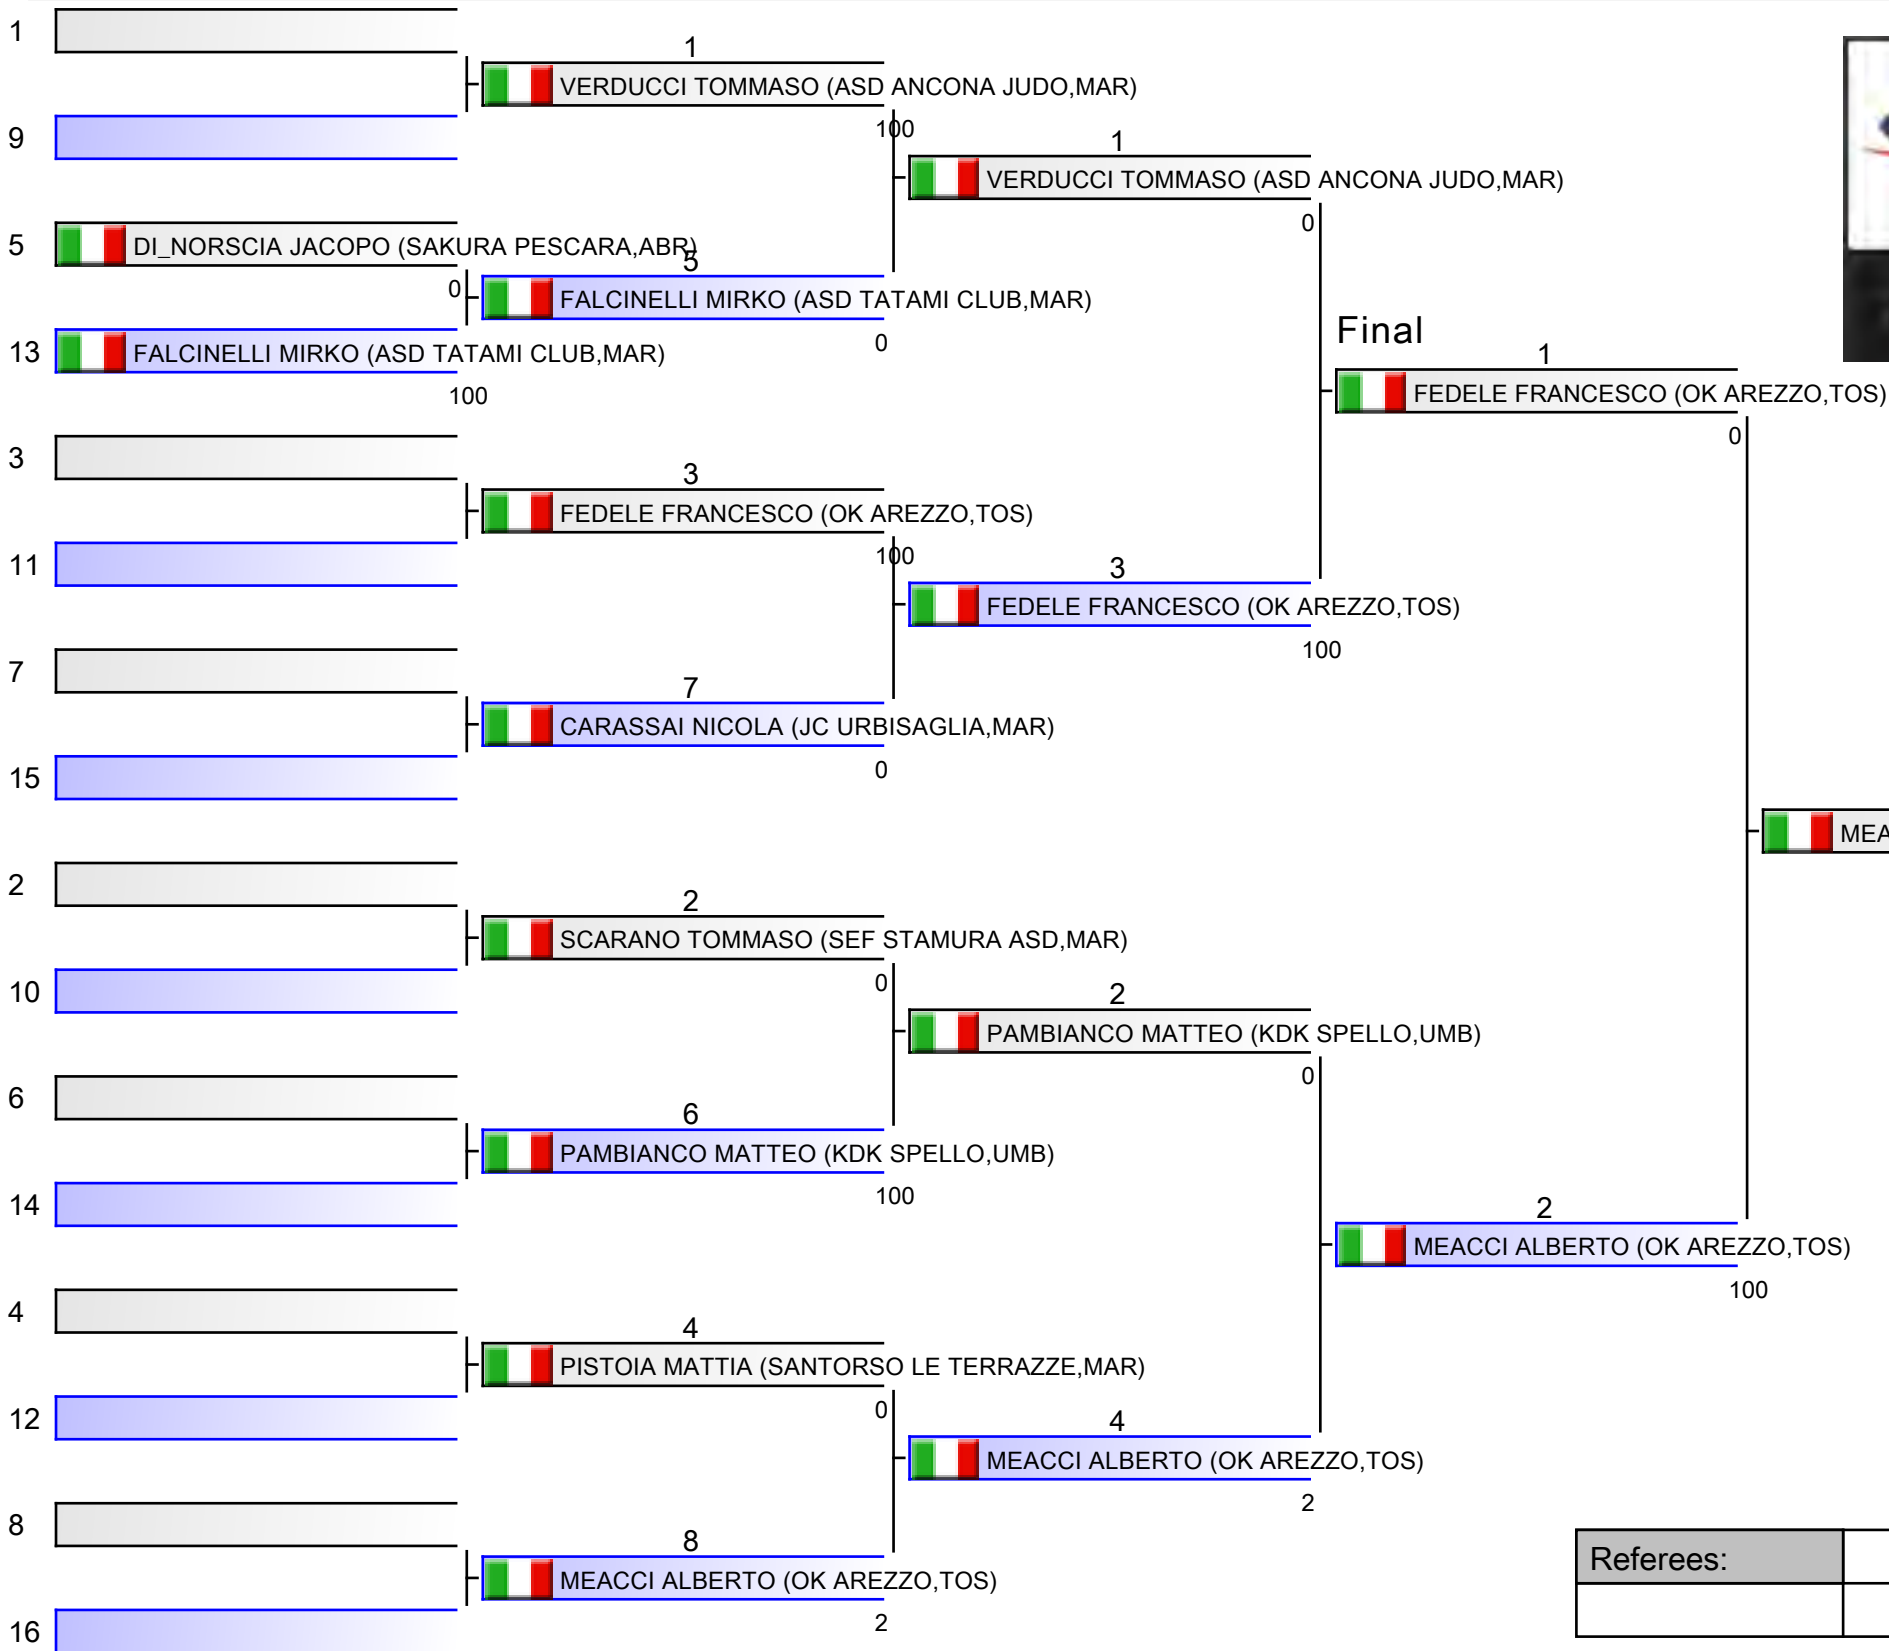 1
1
VERDUCCI TOMMASO (ASD ANCONA JUDO,MAR)
9
100
1
VERDUCCI TOMMASO (ASD ANCONA JUDO,MAR)
0
5
DI_NORSCIA JACOPO (SAKURA PESCARA,ABR)
5
0
FALCINELLI MIRKO (ASD TATAMI CLUB,MAR)
0
13
FALCINELLI MIRKO (ASD TATAMI CLUB,MAR)
100
Final
1
FEDELE FRANCESCO (OK AREZZO,TOS)
0
3
3
FEDELE FRANCESCO (OK AREZZO,TOS)
100
11
3
FEDELE FRANCESCO (OK AREZZO,TOS)
100
7
7
CARASSAI NICOLA (JC URBISAGLIA,MAR)
0
15
MEA
2
2
SCARANO TOMMASO (SEF STAMURA ASD,MAR)
0
10
2
PAMBIANCO MATTEO (KDK SPELLO,UMB)
0
6
6
PAMBIANCO MATTEO (KDK SPELLO,UMB)
100
14
2
MEACCI ALBERTO (OK AREZZO,TOS)
100
4
4
PISTOIA MATTIA (SANTORSO LE TERRAZZE,MAR)
0
12
4
MEACCI ALBERTO (OK AREZZO,TOS)
2
8
8
MEACCI ALBERTO (OK AREZZO,TOS)
2
16
Referees: